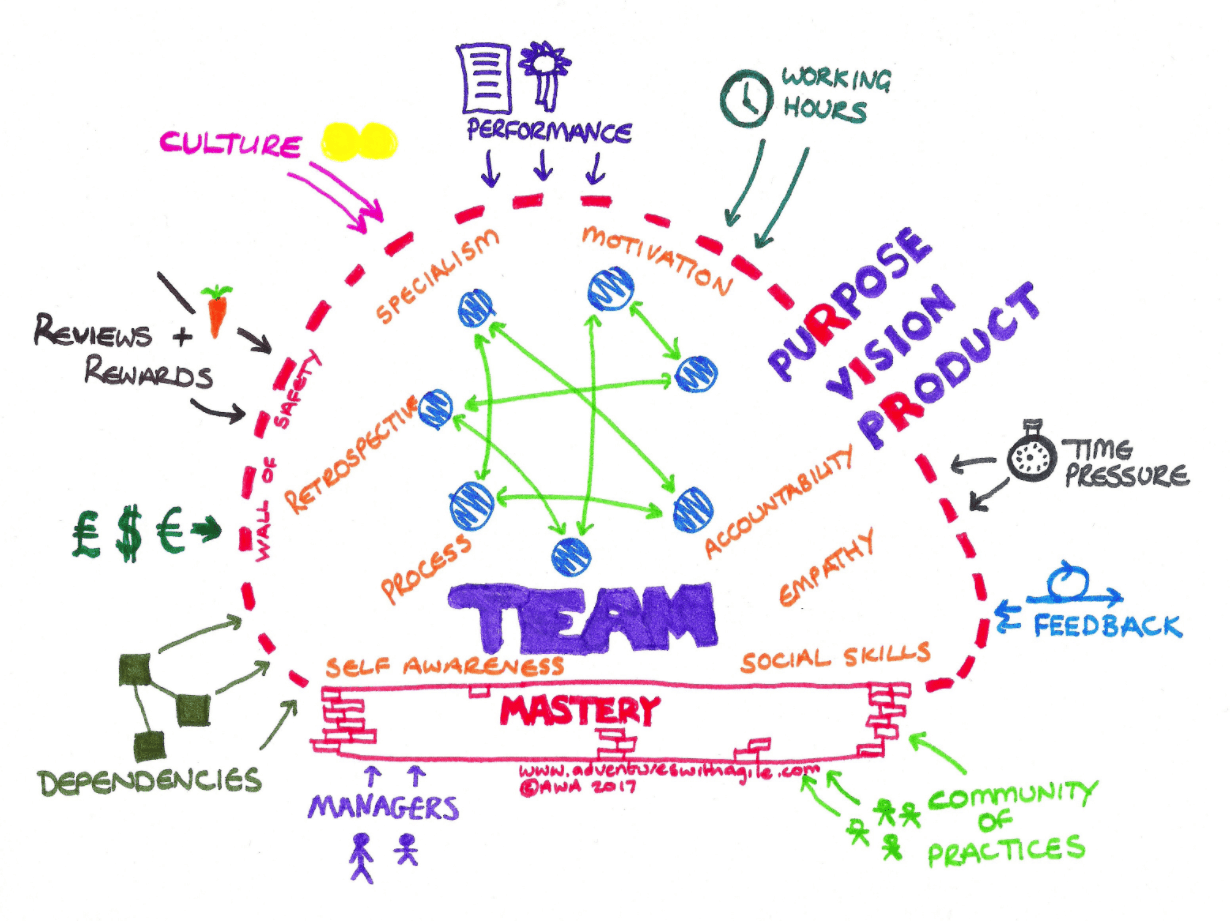 PERFORMANCE
WORKING
HOURS
CULTURE
SPECIALISM
MOTIVATION
PURPOSE
VISION
PRODUCT
REVIEWS +
REWARDS
WALL OF SAFETY
RETROSPECTIVE
ACCOUNTABILITY
TIME
PRESSURE
£ $ €
PROCESS
EMPATHY
TEAM
FEEDBACK
SELF AWARENESS
SOCIAL SKILLS
MASTERY
DEPENDENCIES
www.adventureswithagile.com
©AWA 2017
MANAGERS
COMMUNITY
OF
PRACTICES